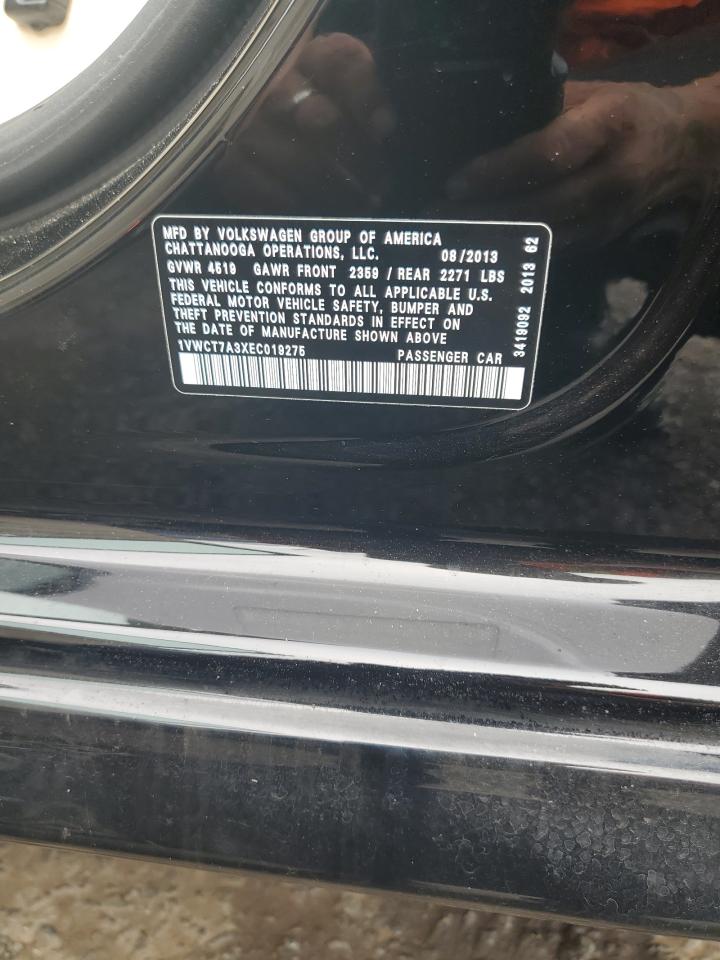 MFD BY VOLKSWAGEN GROUP OF AMERICA
CHATTANOOGA OPERATIONS, LLC. 08/2013
GVWR 4519 GAWR FRONT 2359 / REAR 2271 LBS
THIS VEHICLE CONFORMS TO ALL APPLICABLE U.S.
FEDERAL MOTOR VEHICLE SAFETY, BUMPER AND
THEFT PREVENTION STANDARDS IN EFFECT ON
THE DATE OF MANUFACTURE SHOWN ABOVE
1VWCT7A3XEC019275 PASSENGER CAR
3419092 2013 62